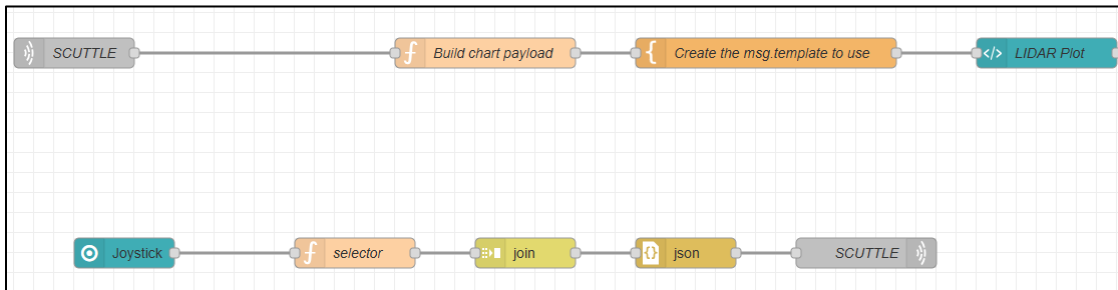 SCUTTLE
Build chart payload
Create the msg.template to use
LIDAR Plot
Joystick
selector
join
json
SCUTTLE